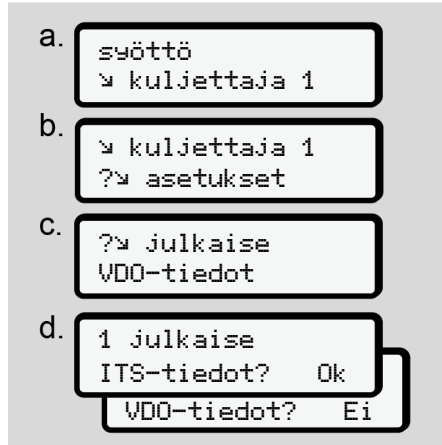 a.
syöttö
↘ kuljettaja 1
b.
↘ kuljettaja 1
?↘ asetukset
c.
?↘ julkaise
VDO-tiedot
d.
1 julkaise
ITS-tiedot? Ok
VDO-tiedot? Ei